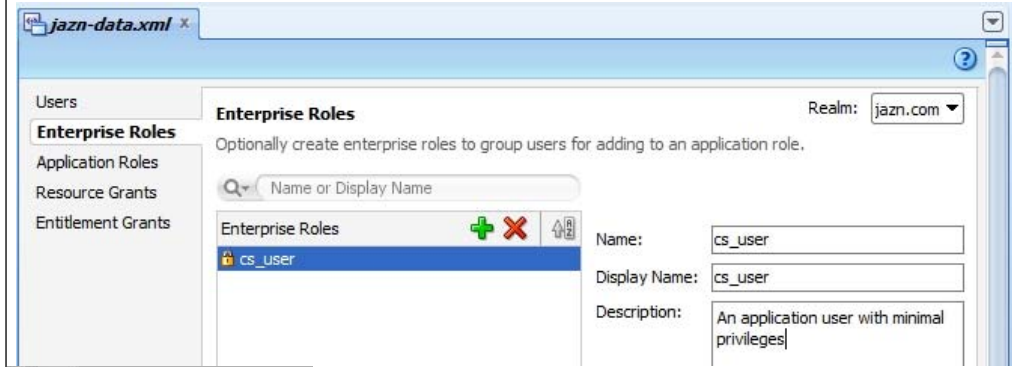 jazn-data.xml
Users
Enterprise Roles
Application Roles
Resource Grants
Entitlement Grants
Enterprise Roles
Realm: jazn.com
Optionally create enterprise roles to group users for adding to an application role.
Name or Display Name
Enterprise Roles
cs_user
Name: cs_user
Display Name: cs_user
Description: An application user with minimal
privileges